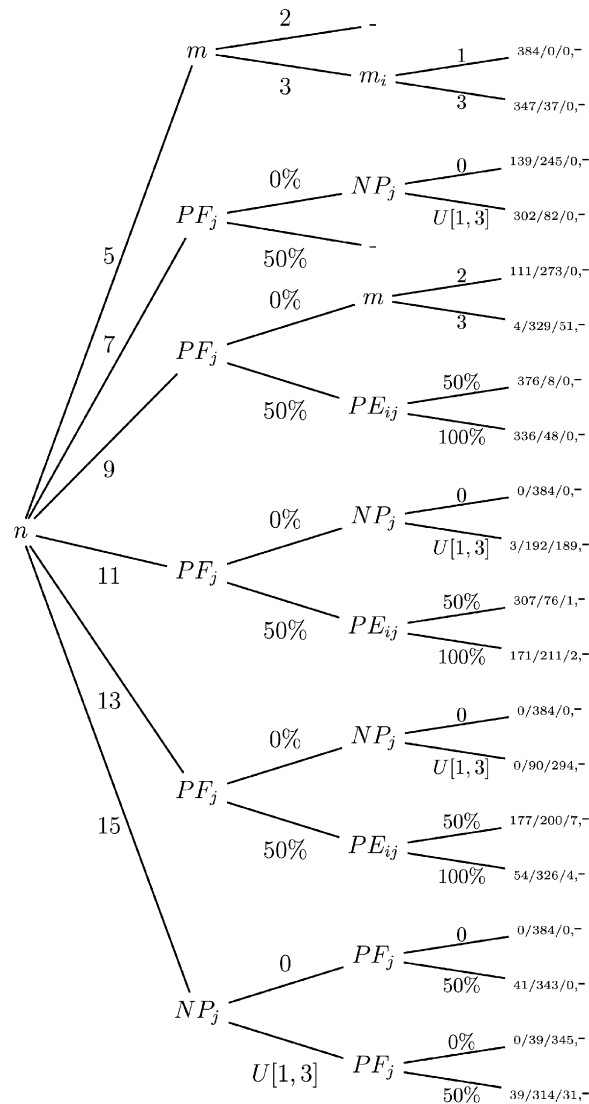 2
-
m
1
384/0/0,-
3
m_i
3
347/37/0,-
0%
NP_j
0
139/245/0,-
PF_j
U[1, 3]
302/82/0,-
5
50%
-
0%
m
2
111/273/0,-
7
3
4/329/51,-
PF_j
50%
376/8/0,-
50%
PE_ij
100%
336/48/0,-
9
0
0/384/0,-
n
0%
NP_j
U[1, 3]
3/192/189,-
11
PF_j
50%
307/76/1,-
50%
PE_ij
100%
171/211/2,-
13
0
0/384/0,-
0%
NP_j
U[1, 3]
0/90/294,-
PF_j
15
50%
177/200/7,-
50%
PE_ij
100%
54/326/4,-
0
0/384/0,-
0
PF_j
50%
41/343/0,-
NP_j
0%
0/39/345,-
U[1, 3]
PF_j
50%
39/314/31,-